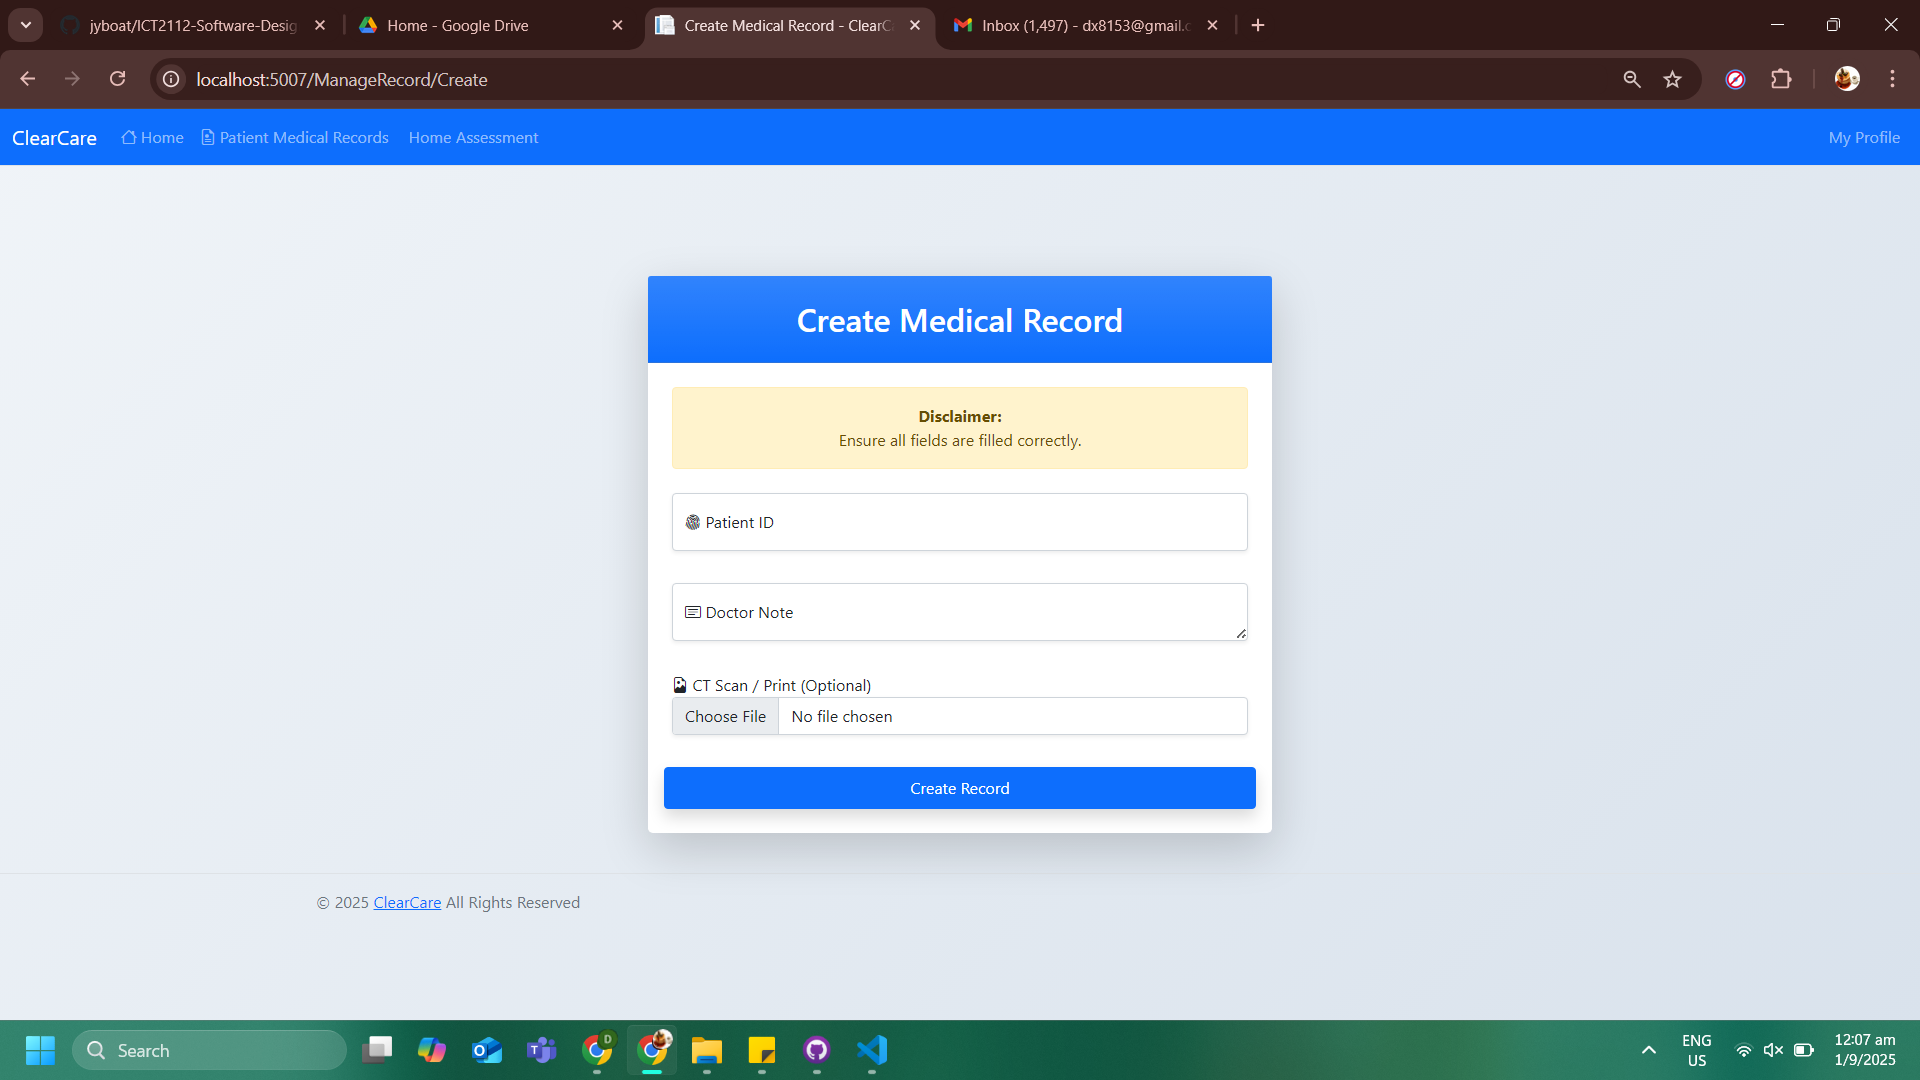 jyboat/ICT2112-Software-Desig
Home - Google Drive
Create Medical Record - ClearCa
Inbox (1,497) - dx8153@gmail.c
localhost:5007/ManageRecord/Create
ClearCare
Home
Patient Medical Records
Home Assessment
My Profile
Create Medical Record
Disclaimer:
Ensure all fields are filled correctly.
Patient ID
Doctor Note
CT Scan / Print (Optional)
Choose File
No file chosen
Create Record
© 2025 ClearCare All Rights Reserved
Search
D
ENG
US
12:07 am
1/9/2025